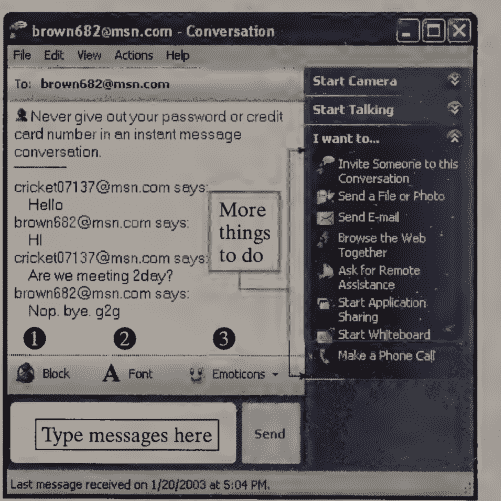 brown682@msn.com - Conversation
File Edit View Actions Help
To: brown682@msn.com
Never give out your password or credit
card number in an instant message
conversation.
cricket07137@msn.com says:
Hello
brown682@msn.com says:
HI
cricket07137@msn.com says:
Are we meeting 2day?
brown682@msn.com says:
Nop. bye. g2g
More
things
to do
1 2 3
Block A Font Emoticons
Type messages here
Send
Last message received on 1/20/2003 at 5:04 PM.
Start Camera
Start Talking
I want to...
Invite Someone to this
Conversation
Send a File or Photo
Send E-mail
Browse the Web
Together
Ask for Remote
Assistance
Start Application
Sharing
Start Whiteboard
Make a Phone Call